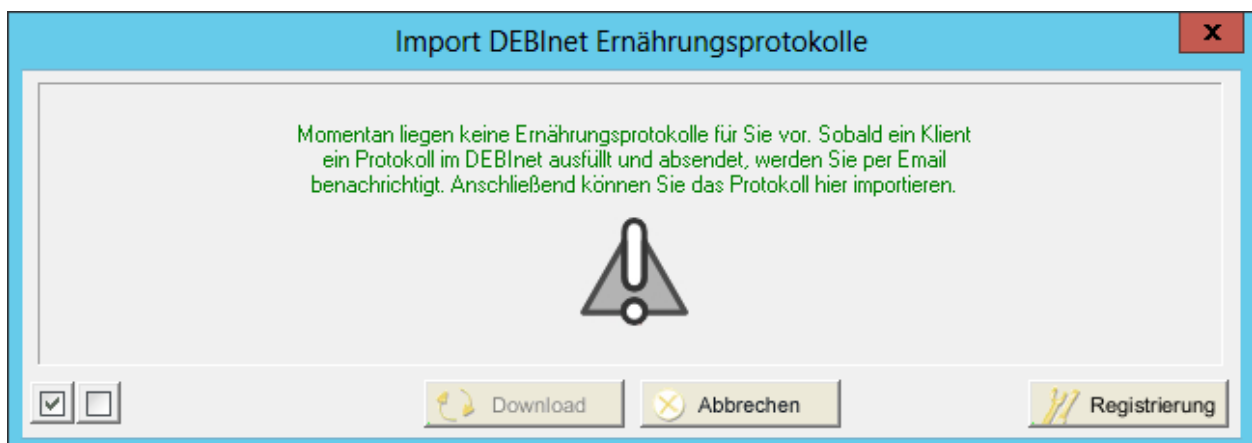 Import DEBInet Ernährungsprotokolle
x
Momentan liegen keine Ernährungsprotokolle für Sie vor. Sobald ein Klient
ein Protokoll im DEBInet ausfüllt und absendet, werden Sie per Email
benachrichtigt. Anschließend können Sie das Protokoll hier importieren.
Download
Abbrechen
Registrierung